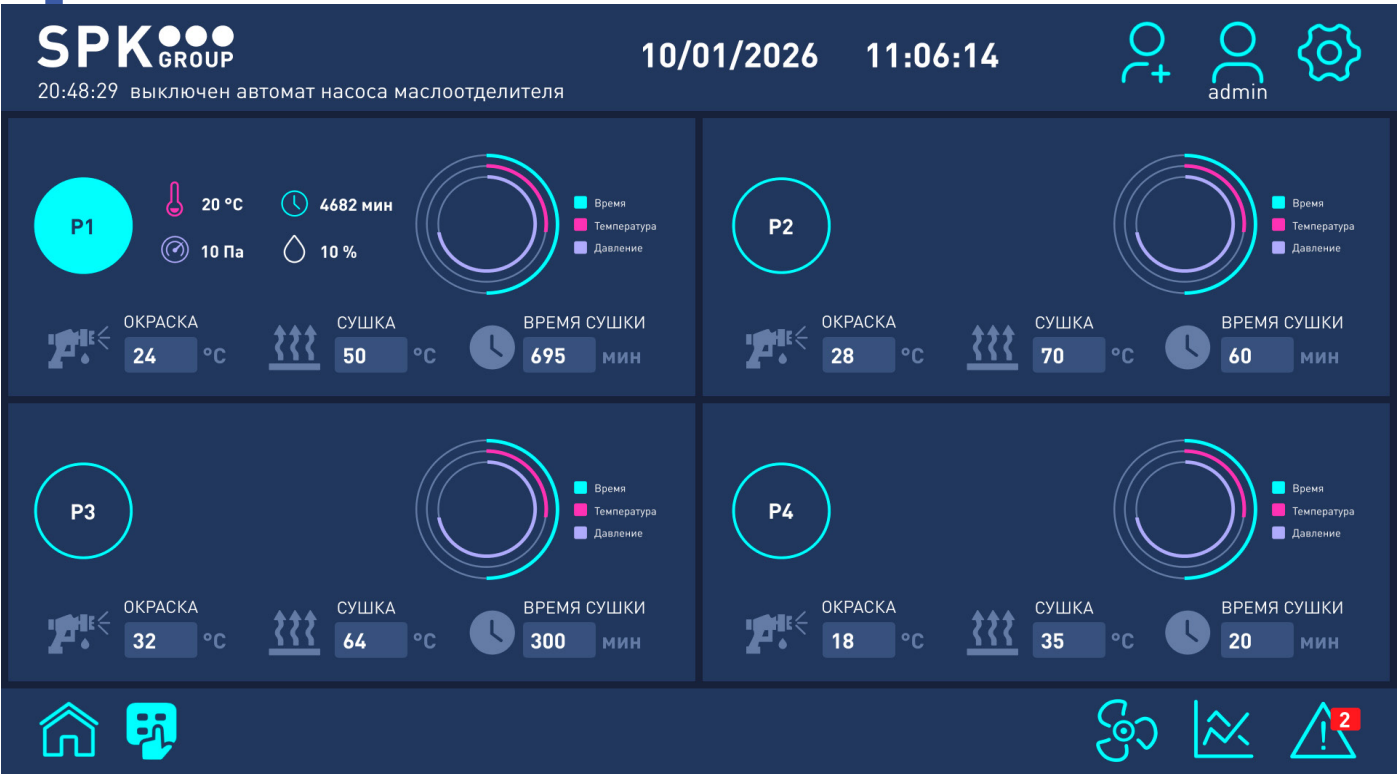 SPK GROUP
10/01/2026 11:06:14
20:48:29 выключен автомат насоса маслоотделителя
admin
P1
20 °C
4682 мин
10 Па
10 %
Время
Температура
Давление
ОКРАСКА
24 °C
СУШКА
50 °C
ВРЕМЯ СУШКИ
695 мин
P2
Время
Температура
Давление
ОКРАСКА
28 °C
СУШКА
70 °C
ВРЕМЯ СУШКИ
60 мин
P3
Время
Температура
Давление
ОКРАСКА
32 °C
СУШКА
64 °C
ВРЕМЯ СУШКИ
300 мин
P4
Время
Температура
Давление
ОКРАСКА
18 °C
СУШКА
35 °C
ВРЕМЯ СУШКИ
20 мин
2